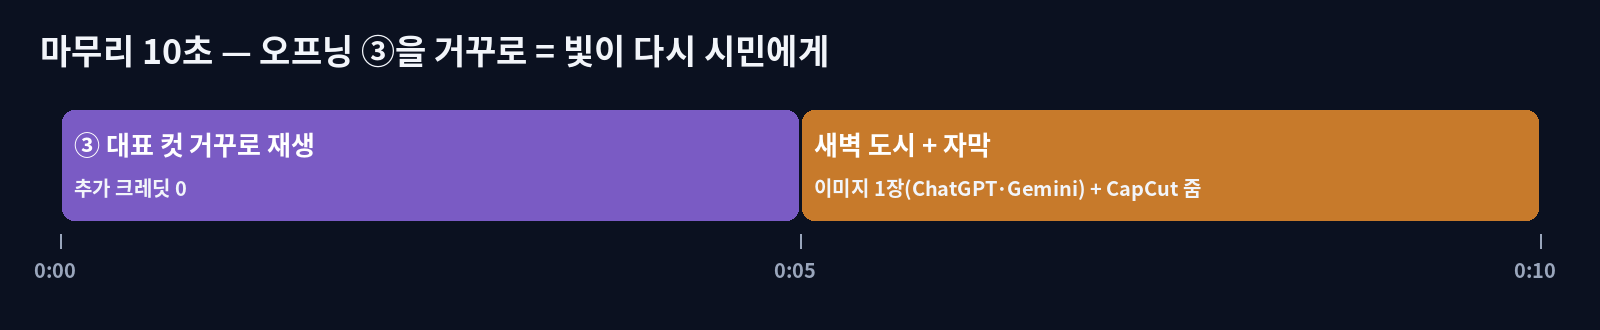 마무리 10초 — 오프닝 ③을 거꾸로 = 빛이 다시 시민에게
③ 대표 컷 거꾸로 재생
추가 크레딧 0
새벽 도시 + 자막
이미지 1장(ChatGPT·Gemini) + CapCut 줌
0:00
0:05
0:10